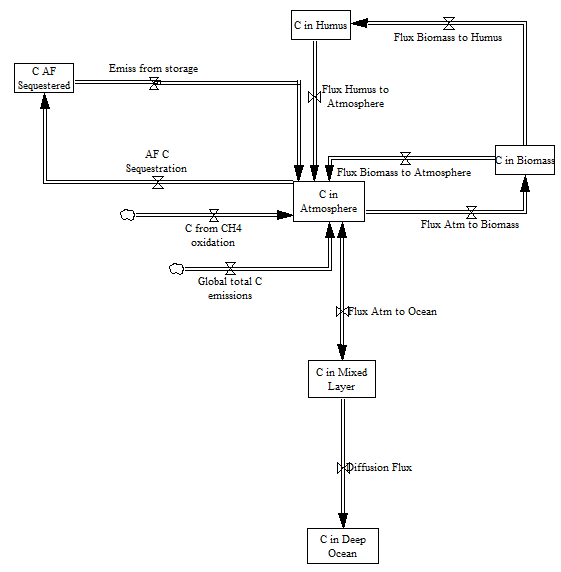 C in Humus
Flux Biomass to Humus
C AF
Sequestered
Emiss from storage
Flux Humus to
Atmosphere
AF C
Sequestration
C in Biomass
Flux Biomass to Atmosphere
C in
Atmosphere
C from CH4
oxidation
Flux Atm to Biomass
Global total C
emissions
Flux Atm to Ocean
C in Mixed
Layer
Diffusion Flux
C in Deep
Ocean